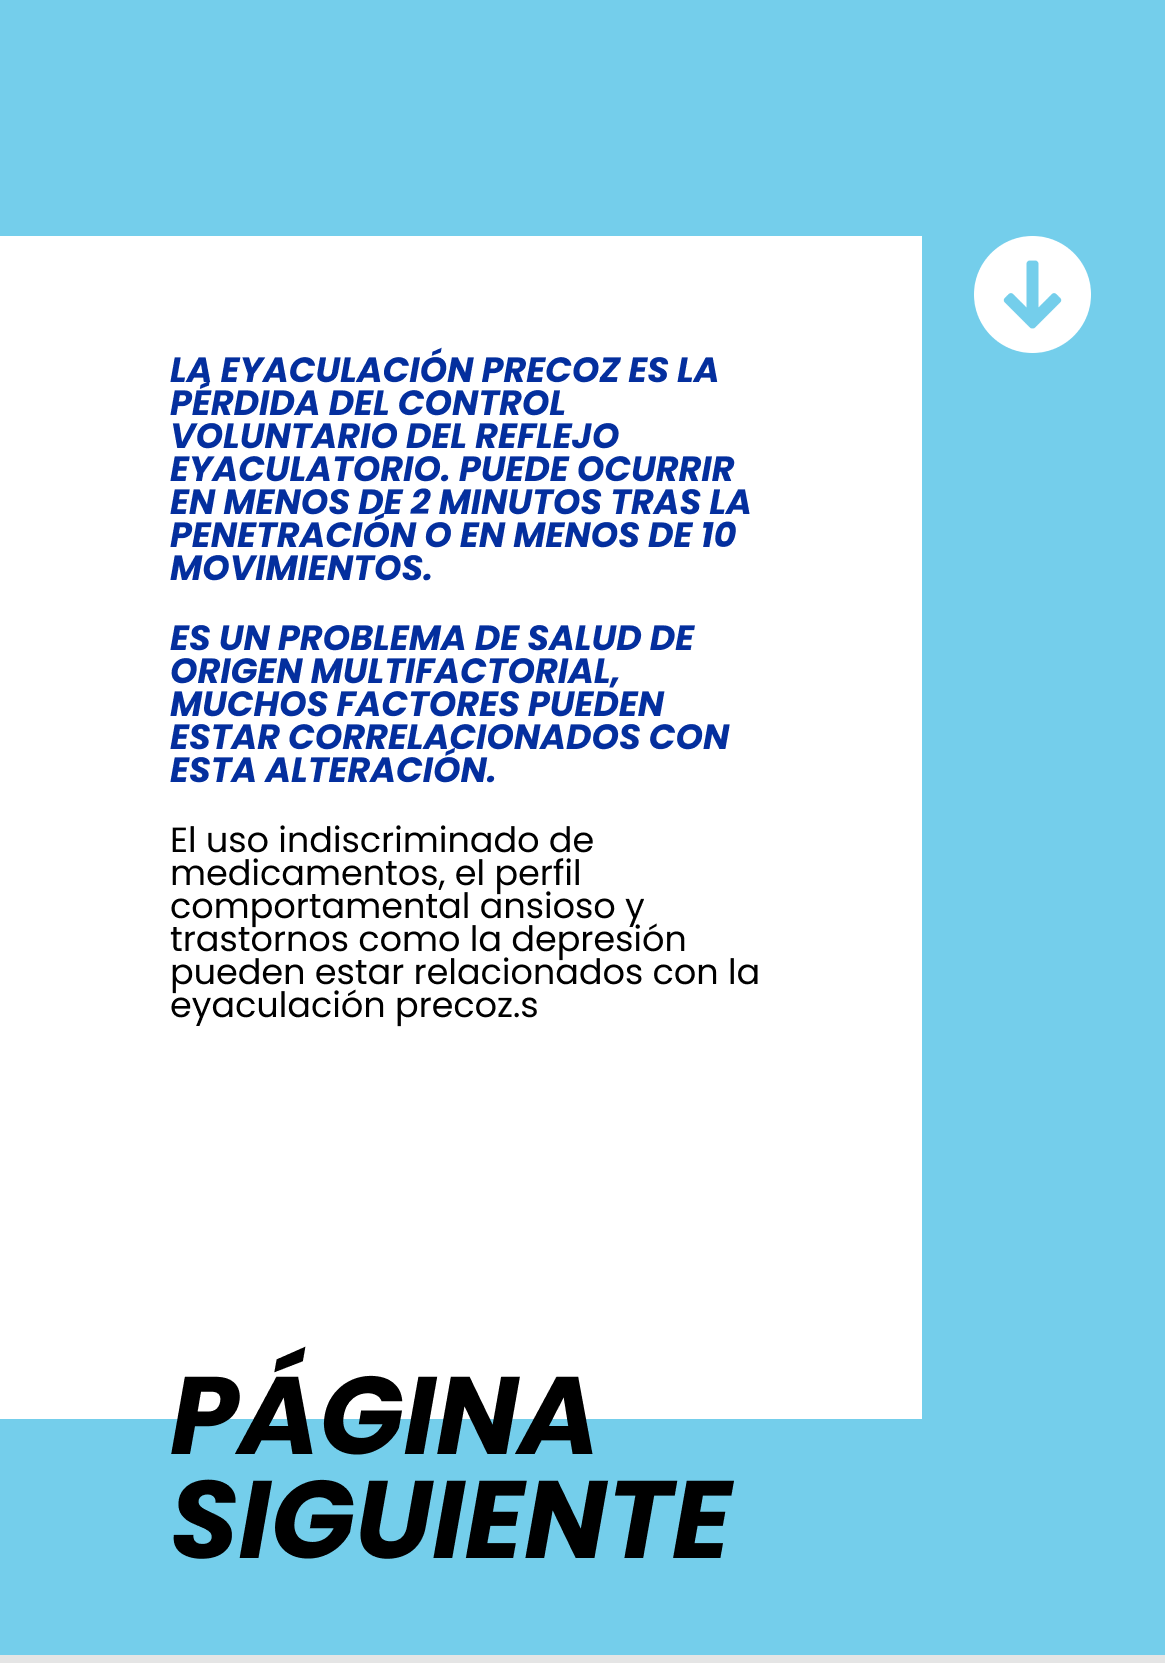 LA EYACULACIÓN PRECOZ ES LA
PÉRDIDA DEL CONTROL
VOLUNTARIO DEL REFLEJO
EYACULATORIO. PUEDE OCURRIR
EN MENOS DE 2 MINUTOS TRAS LA
PENETRACIÓN O EN MENOS DE 10
MOVIMIENTOS.
ES UN PROBLEMA DE SALUD DE
ORIGEN MULTIFACTORIAL,
MUCHOS FACTORES PUEDEN
ESTAR CORRELACIONADOS CON
ESTA ALTERACIÓN.
El uso indiscriminado de
medicamentos, el perfil
comportamental ansioso y
trastornos como la depresión
pueden estar relacionados con la
eyaculación precoz.s
PÁGINA
SIGUIENTE